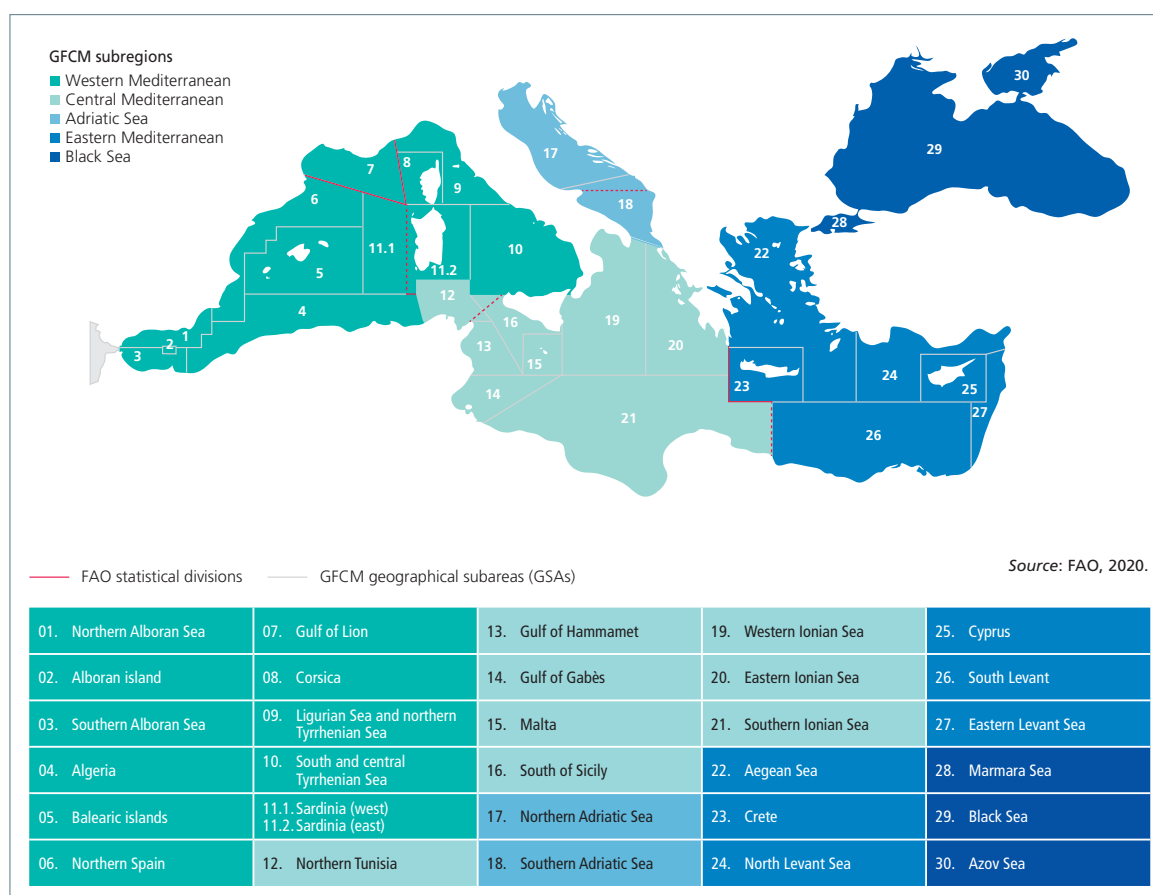 GFCM subregions
Western Mediterranean
Central Mediterranean
Adriatic Sea
Eastern Mediterranean
Black Sea
30
29
28
17
18
8
7
9
6
11.1
11.2
10
5
4
12
1
2
3
16
13
15
14
19
20
21
22
23
24
25
26
27
FAO statistical divisions
GFCM geographical subareas (GSAs)
Source: FAO, 2020.
01. Northern Alboran Sea
02. Alboran island
03. Southern Alboran Sea
04. Algeria
05. Balearic islands
06. Northern Spain
07. Gulf of Lion
08. Corsica
09. Ligurian Sea and northern
Tyrrhenian Sea
10. South and central
Tyrrhenian Sea
11.1. Sardinia (west)
11.2. Sardinia (east)
12. Northern Tunisia
13. Gulf of Hammamet
14. Gulf of Gabès
15. Malta
16. South of Sicily
17. Northern Adriatic Sea
18. Southern Adriatic Sea
19. Western Ionian Sea
20. Eastern Ionian Sea
21. Southern Ionian Sea
22. Aegean Sea
23. Crete
24. North Levant Sea
25. Cyprus
26. South Levant
27. Eastern Levant Sea
28. Marmara Sea
29. Black Sea
30. Azov Sea